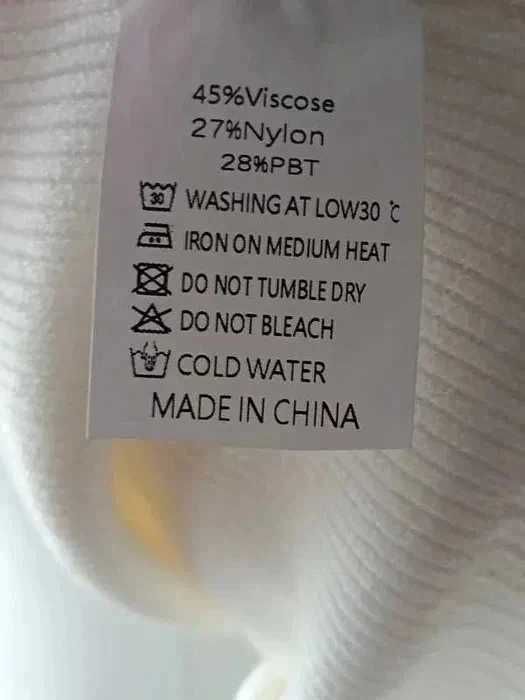 45%Viscose
27%Nylon
28%PBT
30 WASHING AT LOW30 ℃
IRON ON MEDIUM HEAT
DO NOT TUMBLE DRY
DO NOT BLEACH
COLD WATER
MADE IN CHINA